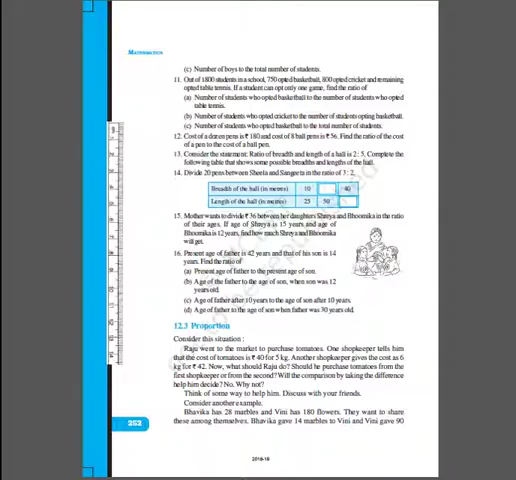 MATHEMATICS
(c) Number of boys to the total number of students.
11. Out of 1800 students in a school, 750 opted basketball, 800 opted cricket and remaining
opted table tennis. If a student can opt only one game, find the ratio of
(a) Number of students who opted basketball to the number of students who opted
table tennis.
(b) Number of students who opted cricket to the number of students opting basketball.
(c) Number of students who opted basketball to the total number of students.
12. Cost of a dozen pens is ₹ 180 and cost of 8 ball pens is ₹ 56. Find the ratio of the cost
of a pen to the cost of a ball pen.
13. Consider the statement: Ratio of breadth and length of a hall is 2 : 5. Complete the
following table that shows some possible breadths and lengths of the hall.
14. Divide 20 pens between Sheela and Sangeeta in the ratio of 3 : 2.
Breadth of the hall (in metres) 10 40
Length of the hall (in metres) 25 50
15. Mother wants to divide ₹ 36 between her daughters Shreya and Bhoomika in the ratio
of their ages. If age of Shreya is 15 years and age of
Bhoomika is 12 years, find how much Shreya and Bhoomika
will get.
16. Present age of father is 42 years and that of his son is 14
years. Find the ratio of
(a) Present age of father to the present age of son.
(b) Age of the father to the age of son, when son was 12
years old.
(c) Age of father after 10 years to the age of son after 10 years.
(d) Age of father to the age of son when father was 30 years old.
12.3 Proportion
Consider this situation :
Raju went to the market to purchase tomatoes. One shopkeeper tells him
that the cost of tomatoes is ₹ 40 for 5 kg. Another shopkeeper gives the cost as 6
kg for ₹ 42. Now, what should Raju do? Should he purchase tomatoes from the
first shopkeeper or from the second? Will the comparison by taking the difference
help him decide? No. Why not?
Think of some way to help him. Discuss with your friends.
Consider another example.
Bhavika has 28 marbles and Vini has 180 flowers. They want to share
these among themselves. Bhavika gave 14 marbles to Vini and Vini gave 90
252
2018-19